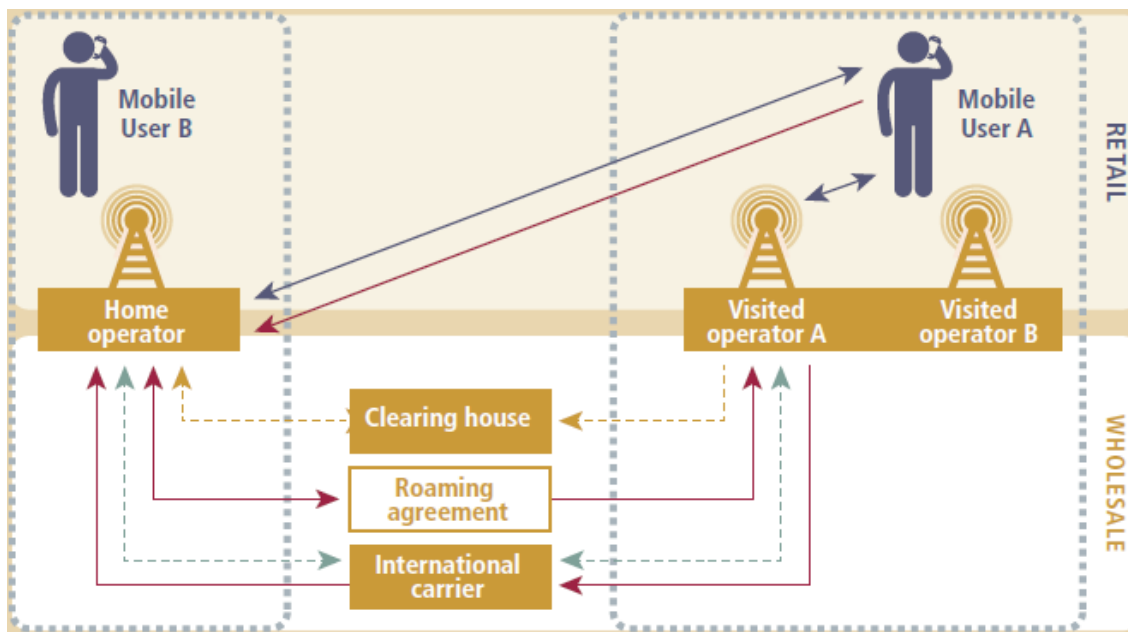 Mobile
User B
Mobile
User A
RETAIL
Home
operator
Visited
operator A
Visited
operator B
Clearing house
Roaming
agreement
International
carrier
WHOLESALE